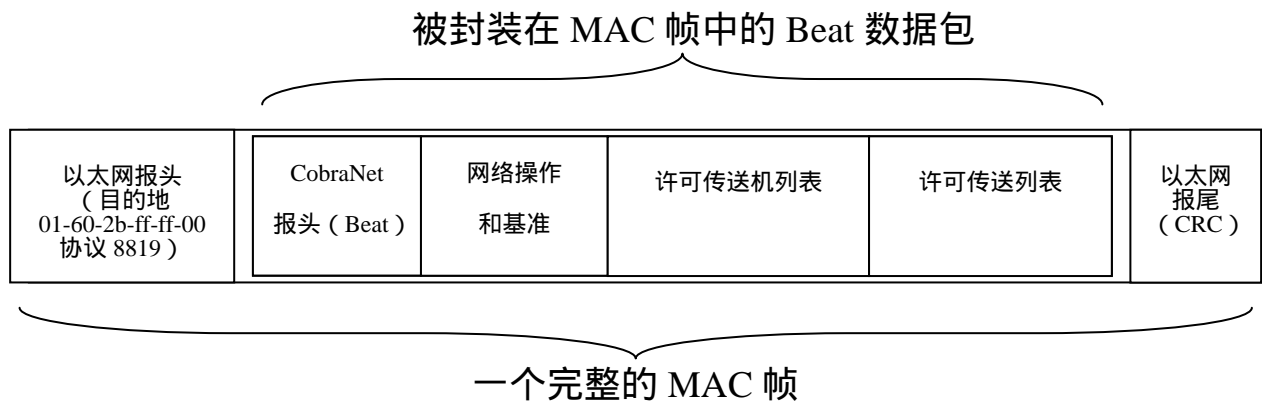 被封装在 MAC 帧中的 Beat 数据包
以太网报头
（目的地
01-60-2b-ff-ff-00
协议 8819）
CobraNet
报头（Beat）
网络操作
和基准
许可传送机列表
许可传送列表
以太网
报尾
（CRC）
一个完整的 MAC 帧